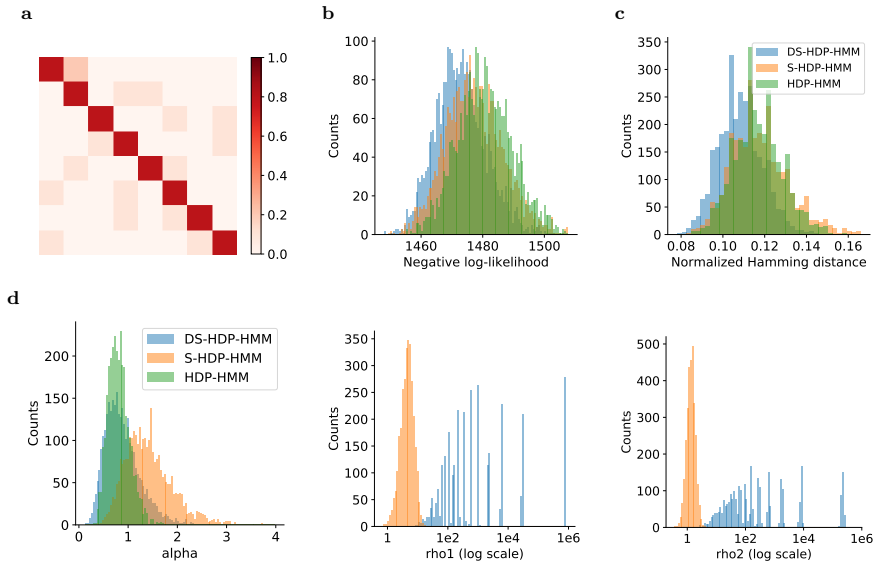 a
1.0
0.8
0.6
0.4
0.2
0.0
b
100
80
60
40
20
0
Counts
1460 1480 1500
Negative log-likelihood
c
350
300
250
200
150
100
50
0
Counts
DS-HDP-HMM
S-HDP-HMM
HDP-HMM
0.08 0.10 0.12 0.14 0.16
Normalized Hamming distance
d
200
150
100
50
0
Counts
DS-HDP-HMM
S-HDP-HMM
HDP-HMM
0 1 2 3 4
alpha
350
300
250
200
150
100
50
0
Counts
1 1e2 1e4 1e6
rho1 (log scale)
500
400
300
200
100
0
Counts
1 1e2 1e4 1e6
rho2 (log scale)